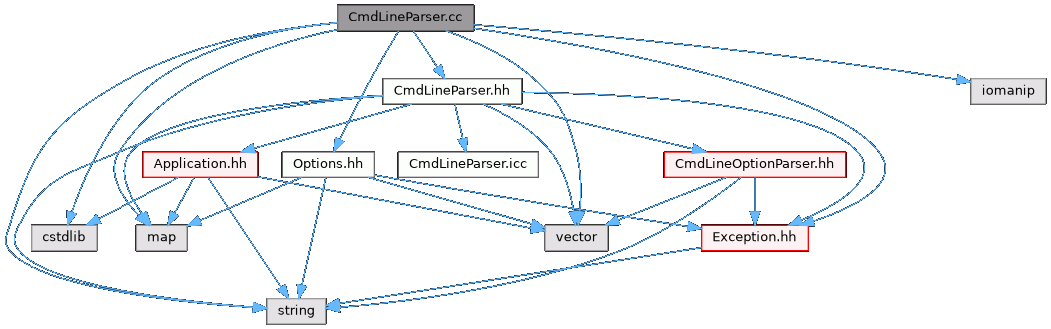 CmdLineParser.cc
CmdLineParser.hh
iomanip
Application.hh
Options.hh
CmdLineParser.icc
CmdLineOptionParser.hh
cstdlib
map
vector
Exception.hh
string